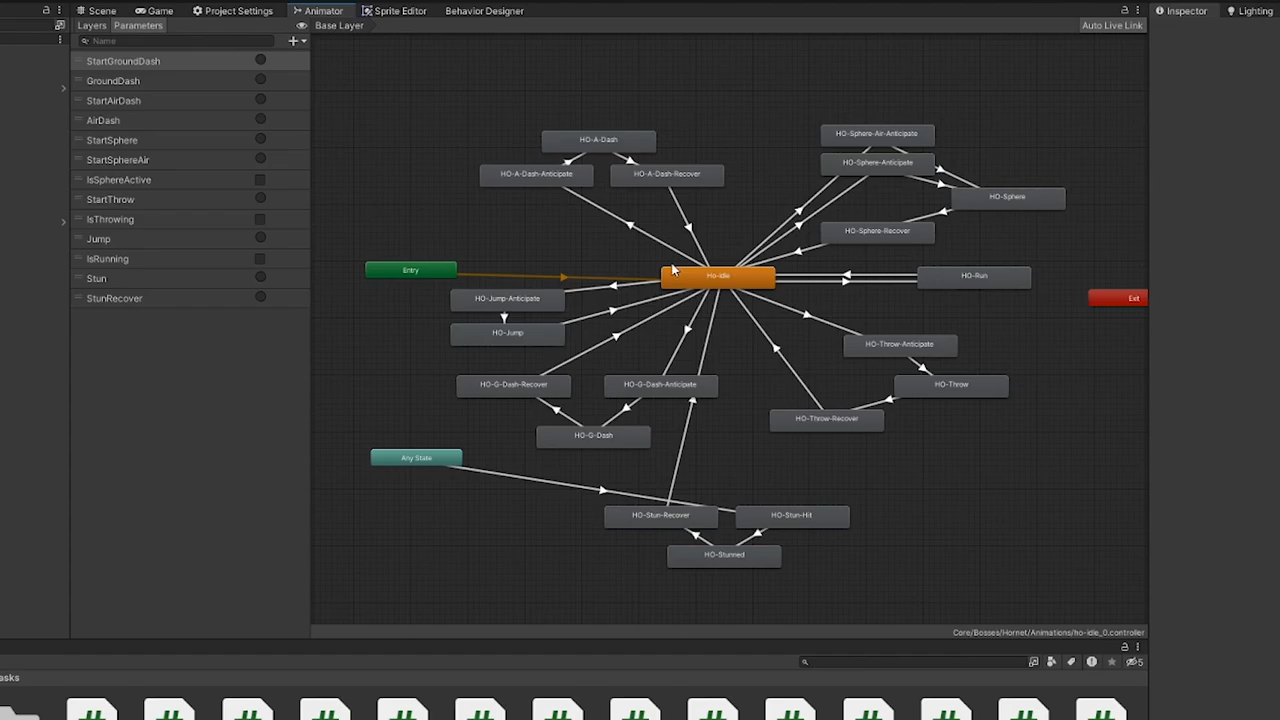 Scene Game Project Settings Animator Sprite Editor Behavior Designer Inspector Lighting
Layers Parameters Base Layer Auto Live Link
Name
StartGroundDash
GroundDash
StartAirDash
AirDash
StartSphere
StartSphereAir
IsSphereActive
StartThrow
IsThrowing
Jump
IsRunning
Stun
StunRecover
HO-A-Dash
HO-A-Dash-Anticipate
HO-A-Dash-Recover
HO-Sphere-Air-Anticipate
HO-Sphere-Anticipate
HO-Sphere
HO-Sphere-Recover
Entry
Ho-Idle
HO-Run
Exit
HO-Jump-Anticipate
HO-Jump
HO-Throw-Anticipate
HO-Throw
HO-Throw-Recover
HO-G-Dash-Recover
HO-G-Dash-Anticipate
HO-G-Dash
Any State
HO-Stun-Recover
HO-Stun-Hit
HO-Stunned
Core/Bosses/Hornet/Animations/ho-idle_0.controller
5
asks
# # # # # # # # # # # # # #